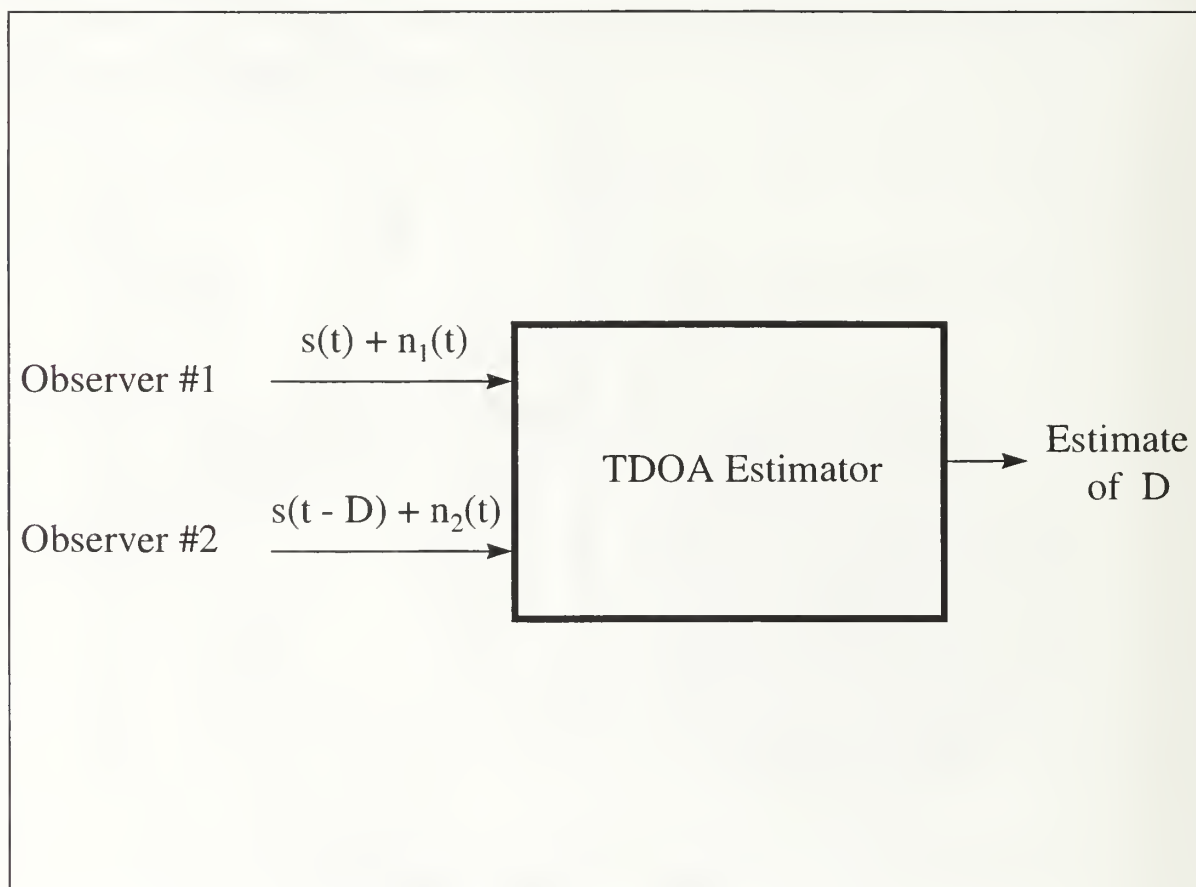 s(t) + n₁(t)
Observer #1
TDOA Estimator
Estimate
of D
s(t - D) + n₂(t)
Observer #2